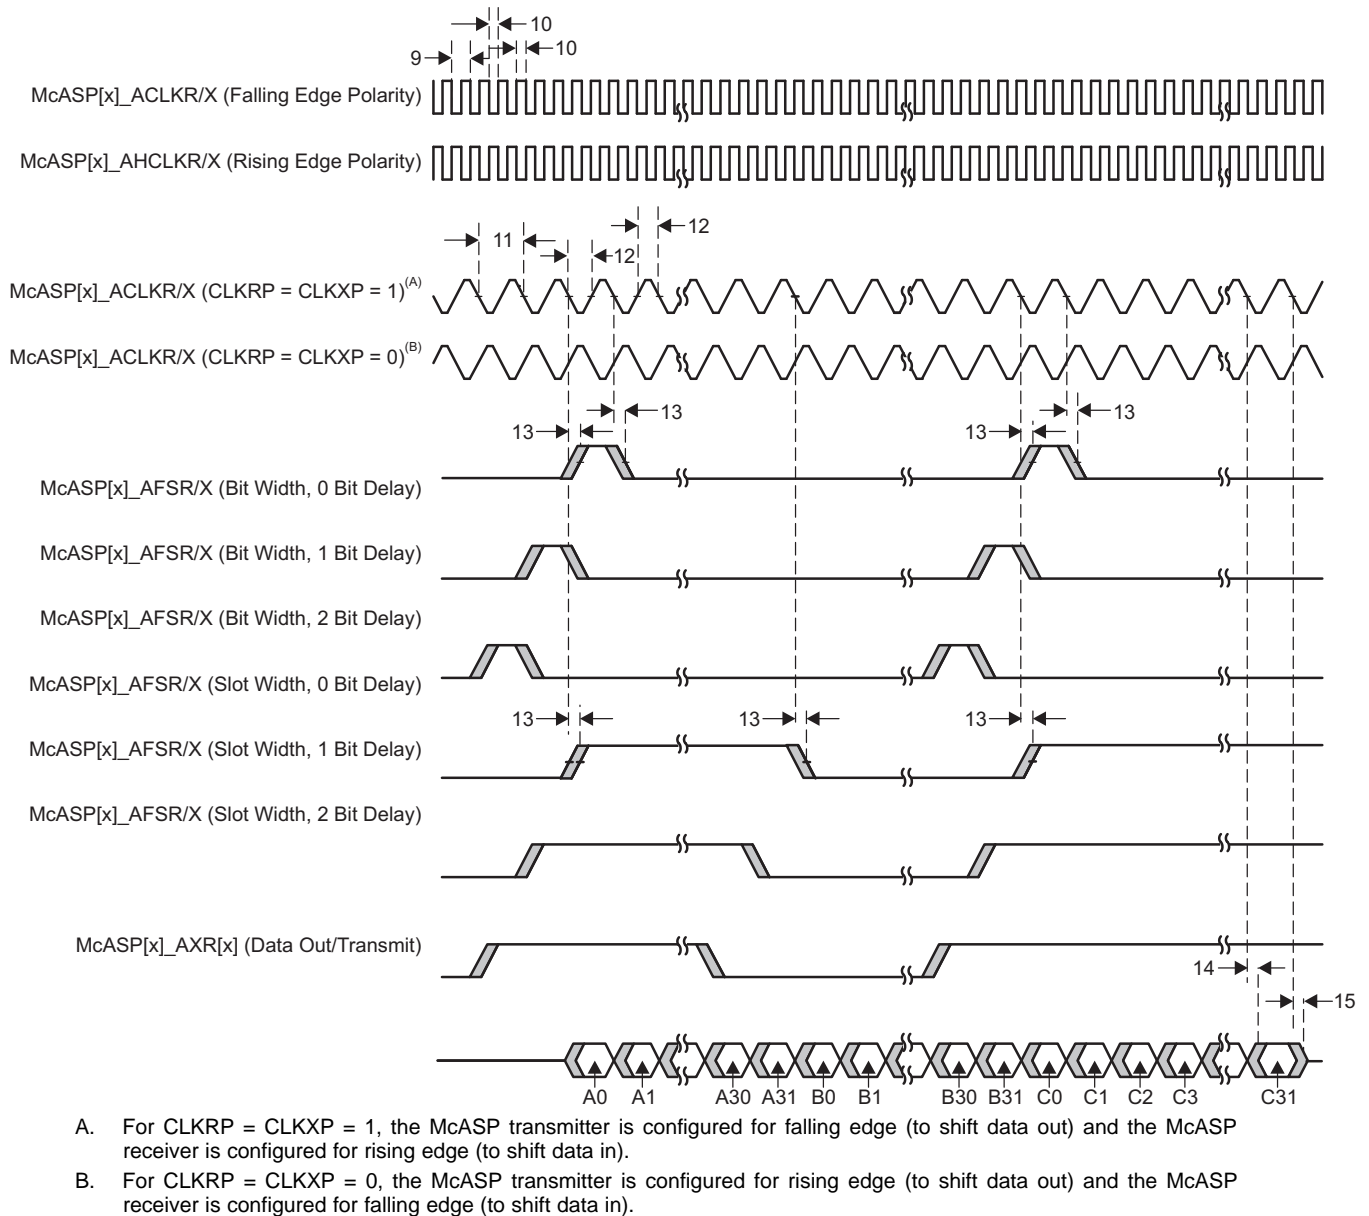 10
10
9
McASP[x]_ACLKR/X (Falling Edge Polarity)
McASP[x]_AHCLKR/X (Rising Edge Polarity)
12
11
12
McASP[x]_ACLKR/X (CLKRP = CLKXP = 1)(A)
McASP[x]_ACLKR/X (CLKRP = CLKXP = 0)(B)
13 13
13 13
McASP[x]_AFSR/X (Bit Width, 0 Bit Delay)
McASP[x]_AFSR/X (Bit Width, 1 Bit Delay)
McASP[x]_AFSR/X (Bit Width, 2 Bit Delay)
McASP[x]_AFSR/X (Slot Width, 0 Bit Delay)
13 13 13
McASP[x]_AFSR/X (Slot Width, 1 Bit Delay)
McASP[x]_AFSR/X (Slot Width, 2 Bit Delay)
McASP[x]_AXR[x] (Data Out/Transmit)
14
15
A0 A1 A30 A31 B0 B1 B30 B31 C0 C1 C2 C3 C31
A. For CLKRP = CLKXP = 1, the McASP transmitter is configured for falling edge (to shift data out) and the McASP
receiver is configured for rising edge (to shift data in).
B. For CLKRP = CLKXP = 0, the McASP transmitter is configured for rising edge (to shift data out) and the McASP
receiver is configured for falling edge (to shift data in).